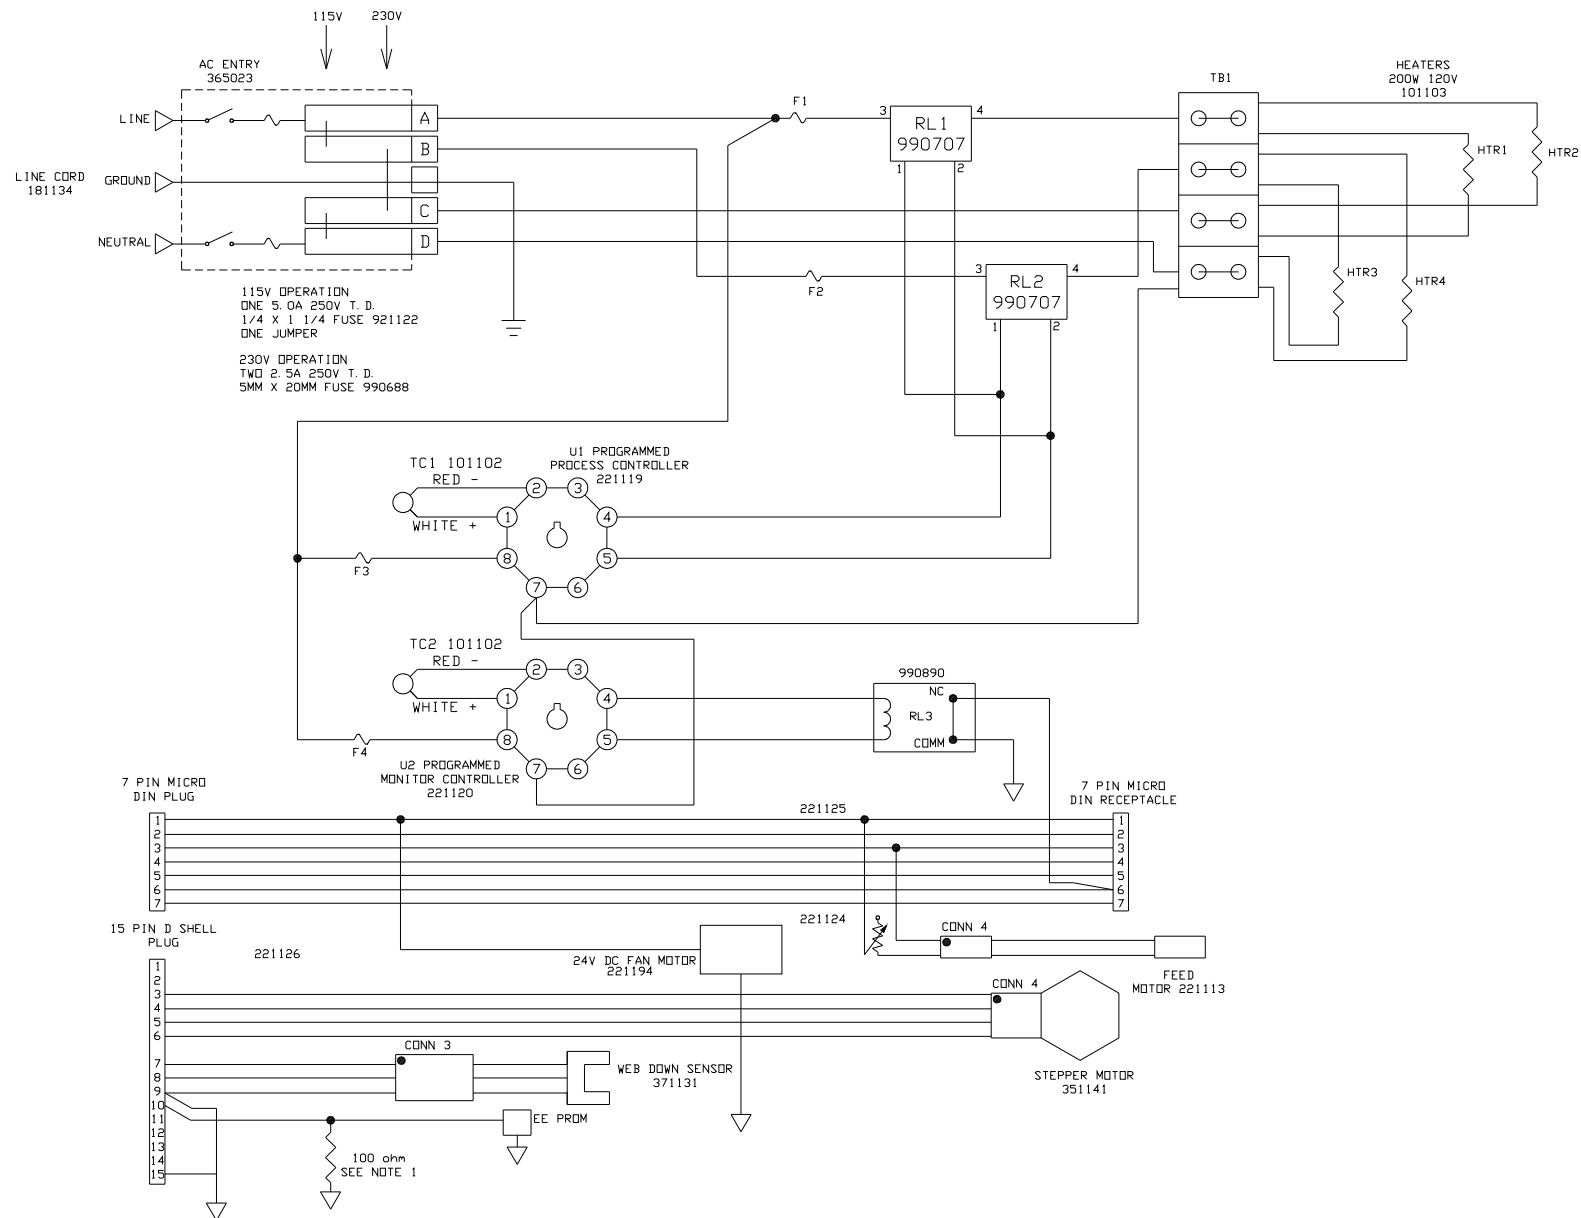 115V 230V
AC ENTRY
365023
LINE
A
B
LINE CORD
181134
GROUND
C
NEUTRAL
D
115V OPERATION
ONE 5.0A 250V T.D.
1/4 X 1 1/4 FUSE 921122
ONE JUMPER
230V OPERATION
TWO 2.5A 250V T.D.
5MM X 20MM FUSE 990688
F1
3 RL1 4
990707
1 2
F2
3 RL2 4
990707
1 2
TB1
HEATERS
200W 120V
101103
HTR1
HTR2
HTR3
HTR4
U1 PROGRAMMED
PROCESS CONTROLLER
221119
TC1 101102
RED -
WHITE +
2 3
1 4
8 5
7 6
F3
TC2 101102
RED -
WHITE +
2 3
1 4
8 5
7 6
F4
U2 PROGRAMMED
MONITOR CONTROLLER
221120
990890
NC
RL3
COMM
7 PIN MICRO
DIN PLUG
1
2
3
4
5
6
7
221125
7 PIN MICRO
DIN RECEPTACLE
1
2
3
4
5
6
7
15 PIN D SHELL
PLUG
221126
221124
CONN 4
24V DC FAN MOTOR
221194
FEED
MOTOR 221113
1
2
3
4
5
6
7
8
9
10
11
12
13
14
15
CONN 4
STEPPER MOTOR
351141
CONN 3
WEB DOWN SENSOR
371131
EE PROM
100 ohm
SEE NOTE 1